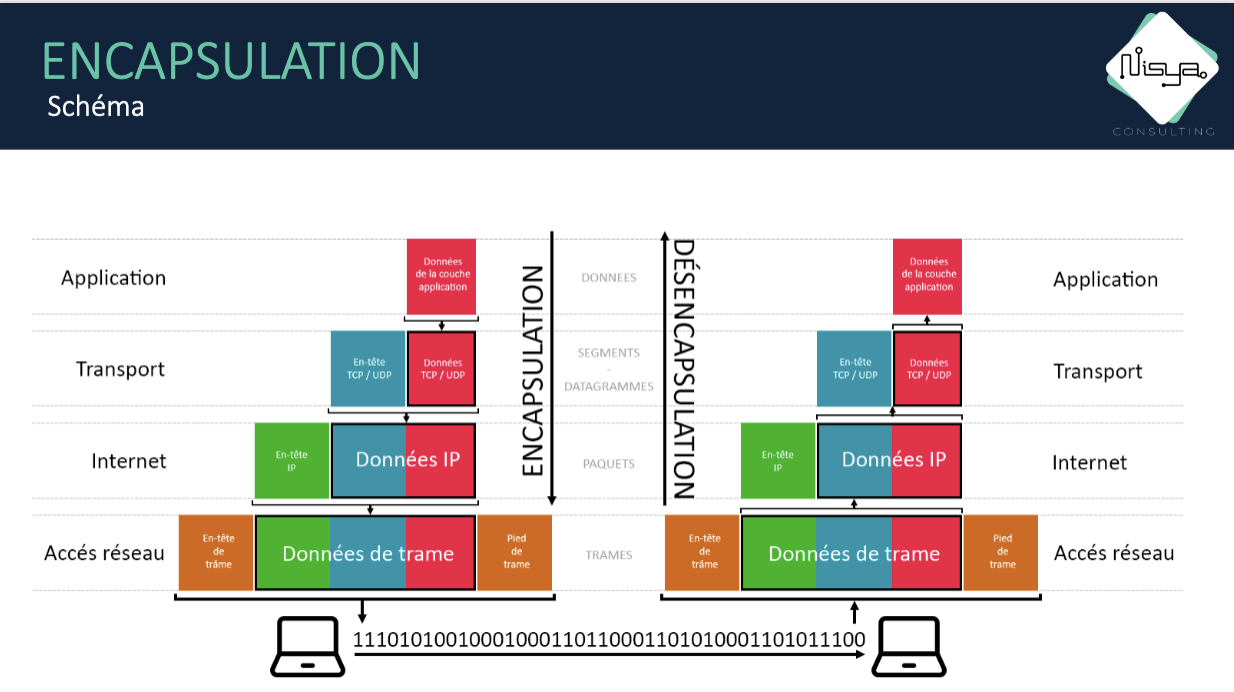 ENCAPSULATION
Schéma
Nisya
CONSULTING
Application
Données
de la couche
application
ENCAPSULATION
DONNEES
DÉSENCAPSULATION
Données
de la couche
application
Application
Transport
En-tête
TCP / UDP
Données
TCP / UDP
SEGMENTS
-
DATAGRAMMES
En-tête
TCP / UDP
Données
TCP / UDP
Transport
Internet
En-tête
IP
Données IP
PAQUETS
En-tête
IP
Données IP
Internet
Accés réseau
En-tête
de
trâme
Données de trame
Pied
de
trame
TRAMES
En-tête
de
trâme
Données de trame
Pied
de
trame
Accés réseau
11101010010001000110110001101010001101011100